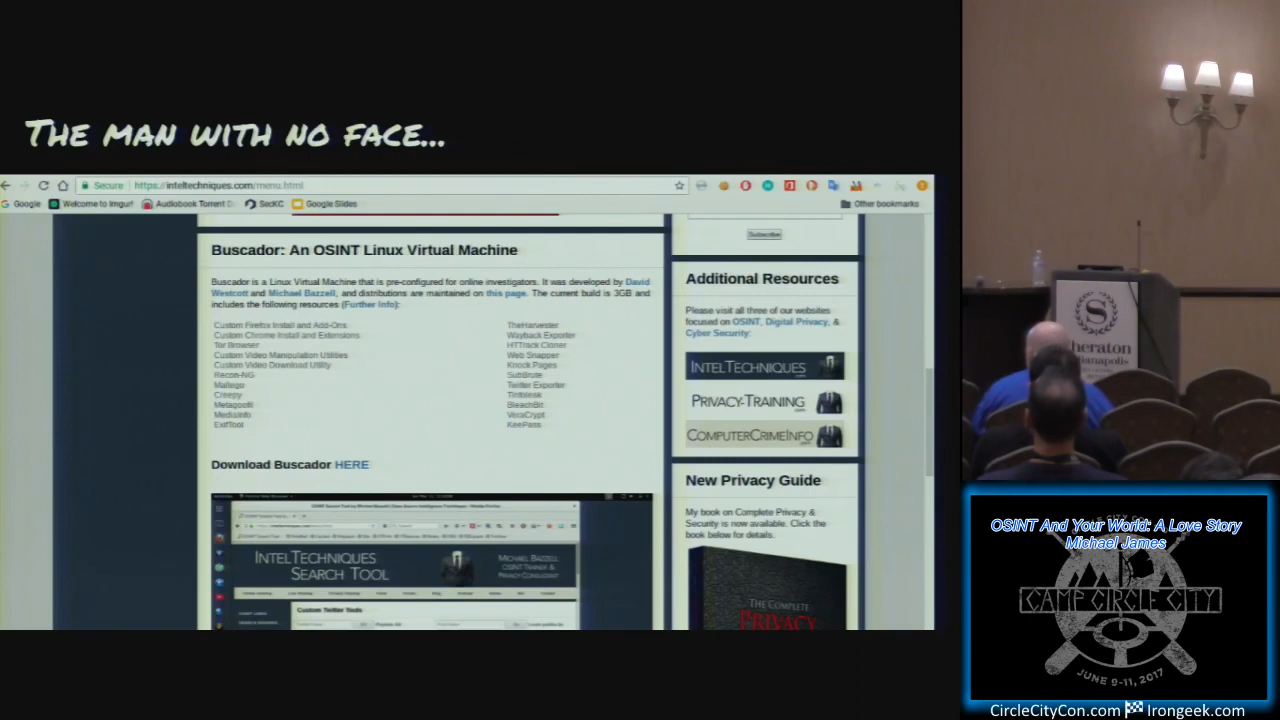 The man with no face...
Secure https://inteltechniques.com/menu.html
Google Welcome to Imgur! Audiobook Torrent D SecKC Google Slides Other bookmarks
Buscador: An OSINT Linux Virtual Machine
Buscador is a Linux Virtual Machine that is pre-configured for online investigators. It was developed by David
Westcott and Michael Bazzell, and distributions are maintained on this page. The current build is 3GB and
includes the following resources (Further Info):
Custom Firefox Install and Add-Ons
Custom Chrome Install and Extensions
Tor Browser
Custom Video Manipulation Utilities
Custom Video Download Utility
Recon-NG
Maltego
Creepy
Metagoofil
MediaInfo
ExifTool
TheHarvester
Wayback Exporter
HTTrack Cloner
Web Snapper
Knock Pages
SubBrute
Twitter Exporter
Tinfoleak
BleachBit
VeraCrypt
KeePass
Download Buscador HERE
IntelTechniques
Search Tool
Michael Bazzell
OSINT Trainer &
Privacy Consultant
Custom Twitter Tools
Subscribe
Additional Resources
Please visit all three of our websites
focused on OSINT, Digital Privacy, &
Cyber Security:
IntelTechniques.com
Privacy-Training.com
ComputerCrimeInfo.com
New Privacy Guide
My book on Complete Privacy &
Security is now available. Click the
book below for details.
The Complete
Privacy
S
Sheraton
OSINT And Your World: A Love Story
Michael James
CAMP CIRCLE CITY
JUNE 9-11, 2017
CircleCityCon.com Irongeek.com